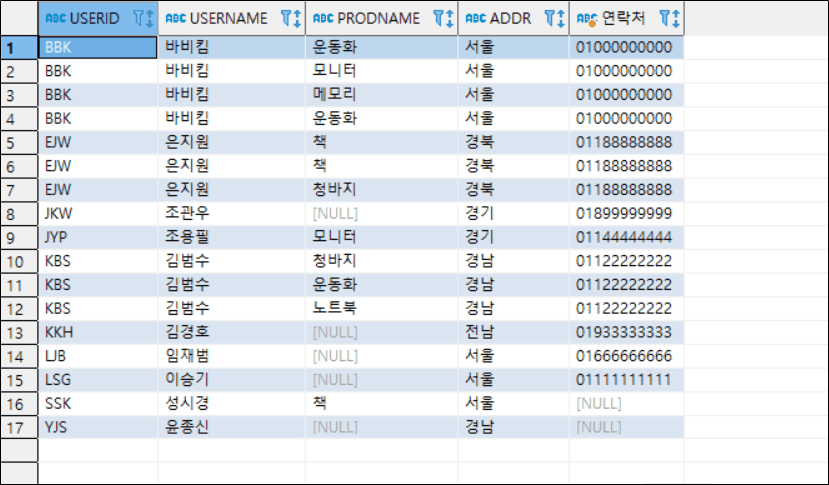 ABC USERID ABC USERNAME ABC PRODNAME ABC ADDR ABC 연락처
1 BBK 바비킴 운동화 서울 01000000000
2 BBK 바비킴 모니터 서울 01000000000
3 BBK 바비킴 메모리 서울 01000000000
4 BBK 바비킴 운동화 서울 01000000000
5 EJW 은지원 책 경북 01188888888
6 EJW 은지원 책 경북 01188888888
7 EJW 은지원 청바지 경북 01188888888
8 JKW 조관우 [NULL] 경기 01899999999
9 JYP 조용필 모니터 경기 01144444444
10 KBS 김범수 청바지 경남 01122222222
11 KBS 김범수 운동화 경남 01122222222
12 KBS 김범수 노트북 경남 01122222222
13 KKH 김경호 [NULL] 전남 01933333333
14 LJB 임재범 [NULL] 서울 01666666666
15 LSG 이승기 [NULL] 서울 01111111111
16 SSK 성시경 책 서울 [NULL]
17 YJS 윤종신 [NULL] 경남 [NULL]